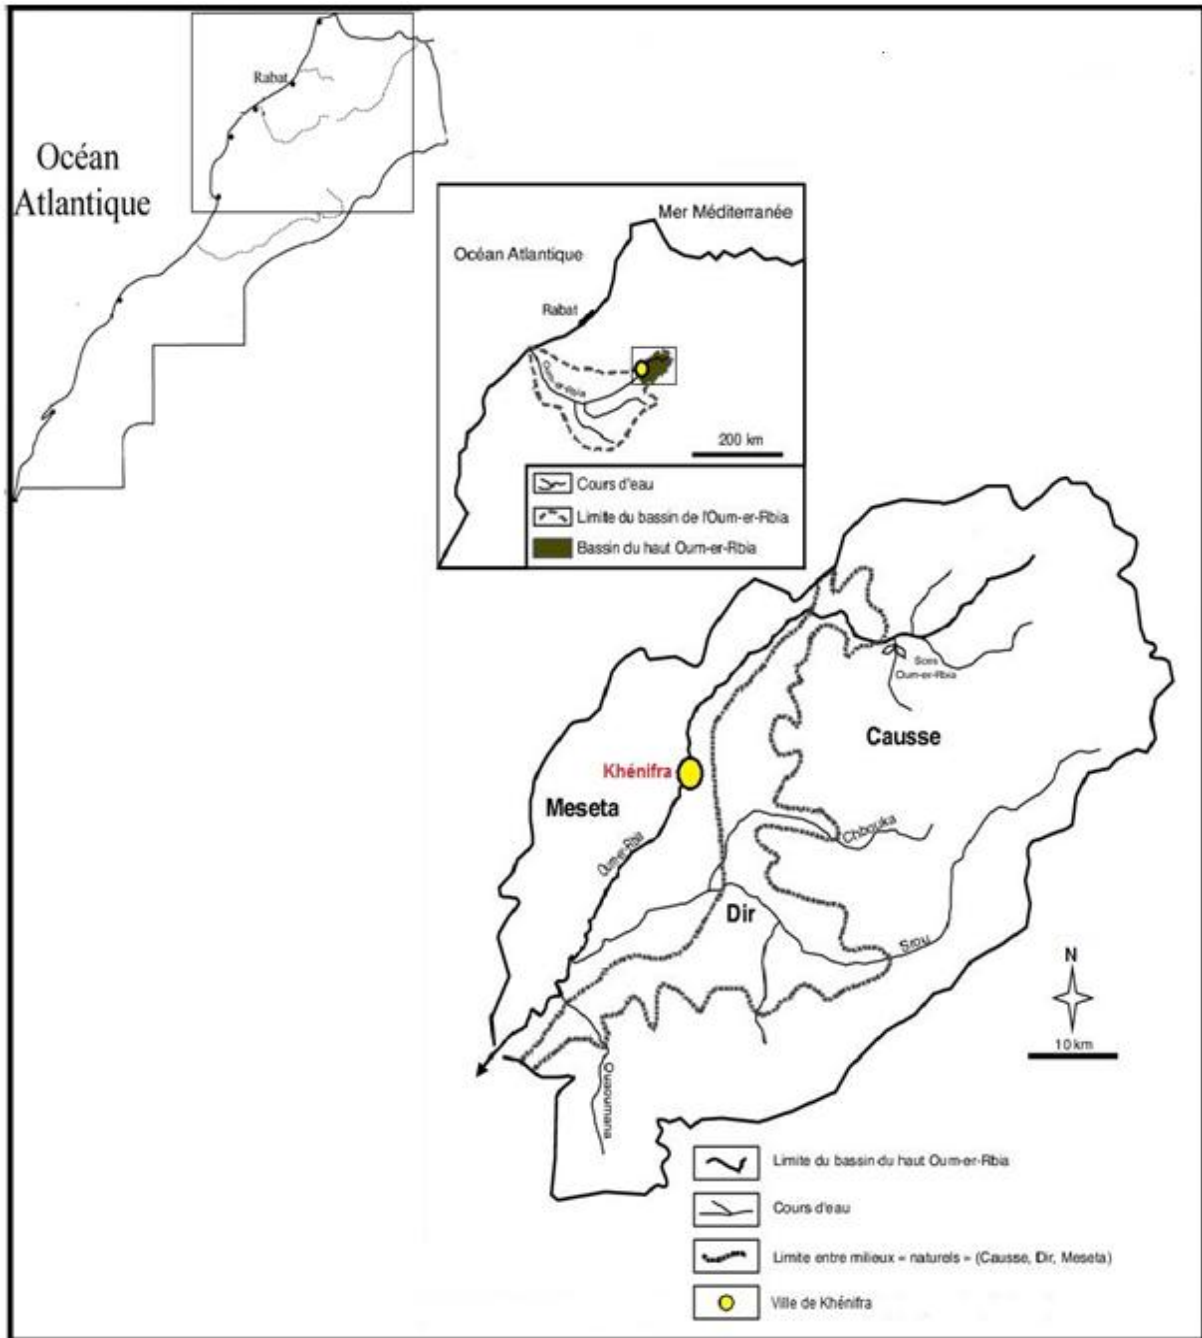 Rabat
Océan
Atlantique
Mer Méditerranée
Océan Atlantique
Rabat
Oum-er-Rbia
200 km
Cours d'eau
Limite du bassin de l'Oum-er-Rbia
Bassin du haut Oum-er-Rbia
Oum-er-Rbia
Causse
Khénifra
Meseta
Chbouka
Oum-er-Rbia
Dir
Srou
N
10 km
Ouaoumana
Limite du bassin du haut Oum-er-Rbia
Cours d'eau
Limite entre milieux « naturels » (Causse, Dir, Meseta)
Ville de Khénifra